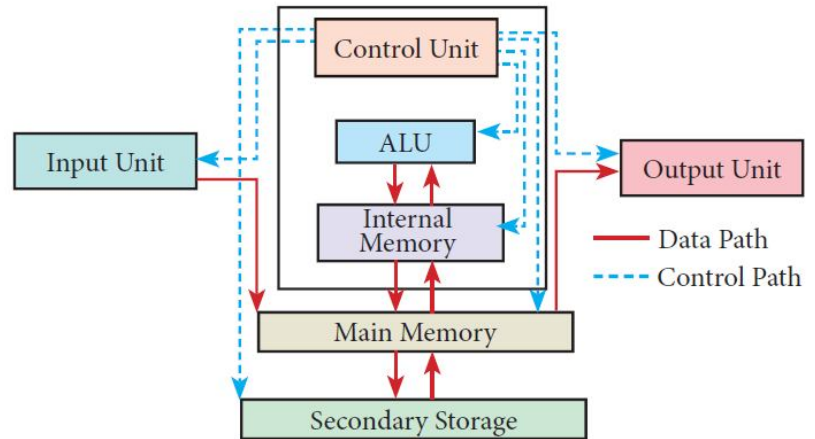 Control Unit
ALU
Input Unit
Output Unit
Internal
Memory
Data Path
Control Path
Main Memory
Secondary Storage